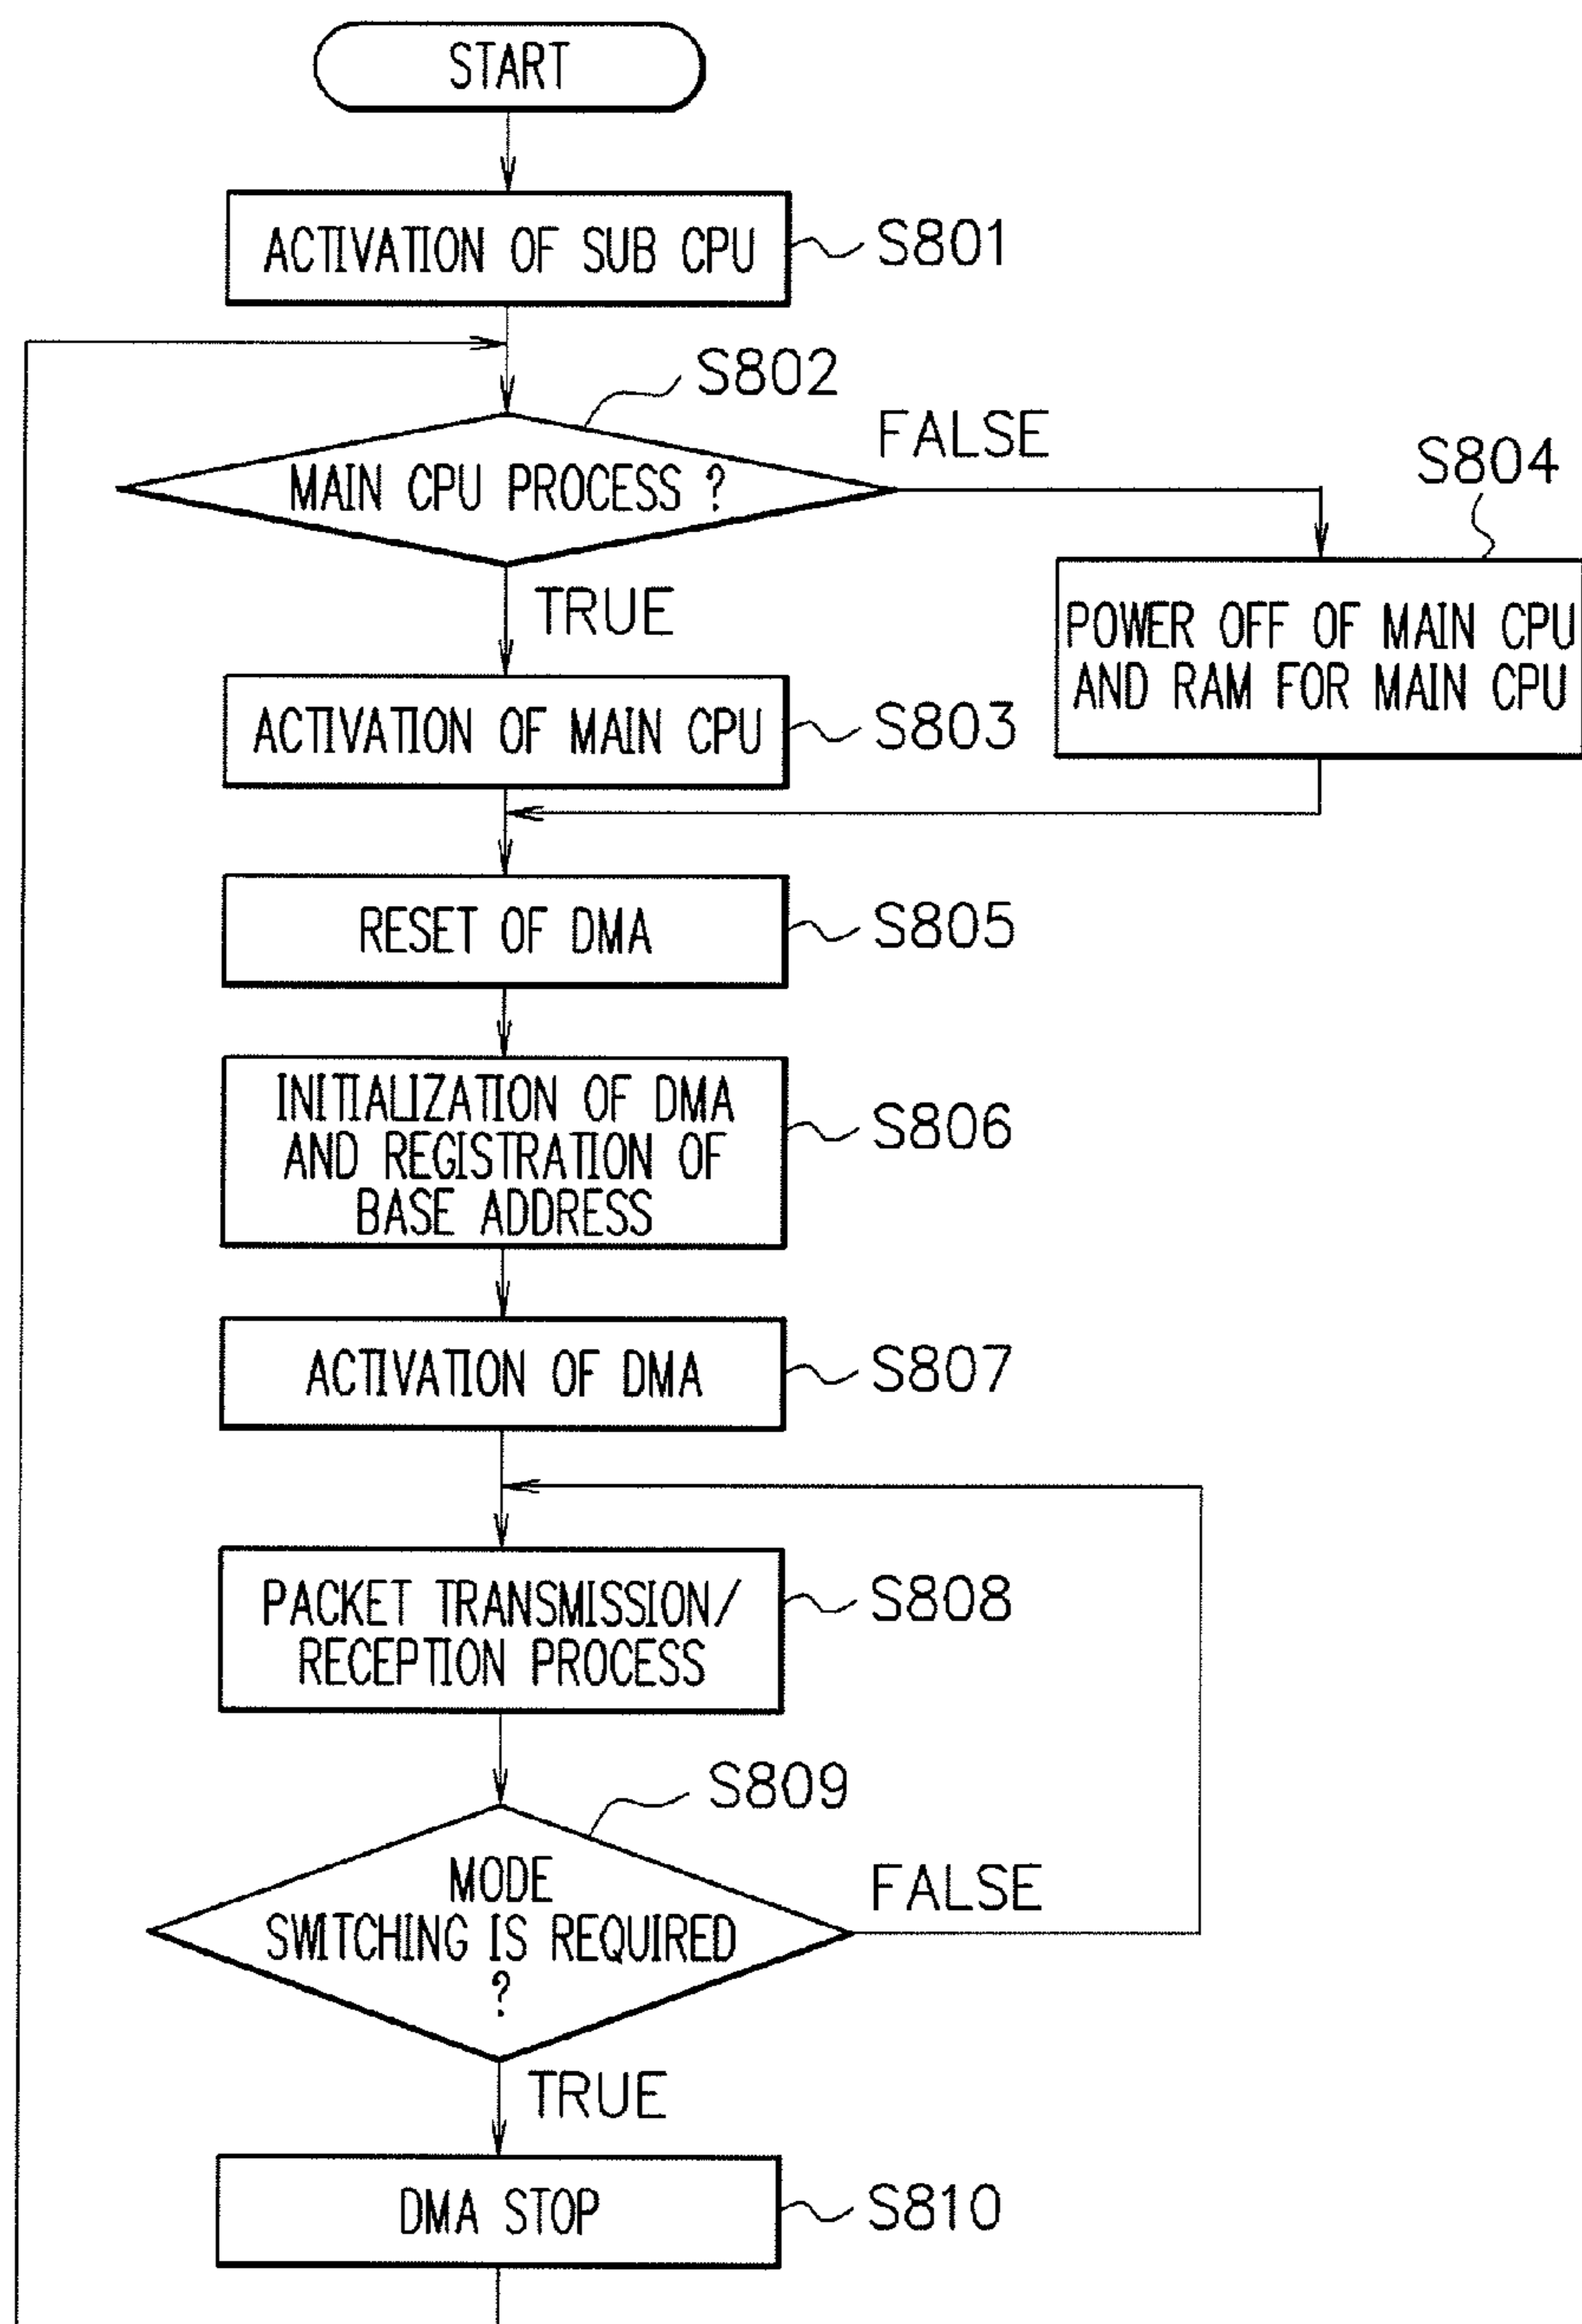 START
ACTIVATION OF SUB CPU
S801
S802
MAIN CPU PROCESS ?
FALSE
S804
TRUE
POWER OFF OF MAIN CPU
AND RAM FOR MAIN CPU
ACTIVATION OF MAIN CPU
S803
RESET OF DMA
S805
INITIALIZATION OF DMA
AND REGISTRATION OF
BASE ADDRESS
S806
ACTIVATION OF DMA
S807
PACKET TRANSMISSION/
RECEPTION PROCESS
S808
S809
MODE
SWITCHING IS REQUIRED
?
FALSE
TRUE
DMA STOP
S810